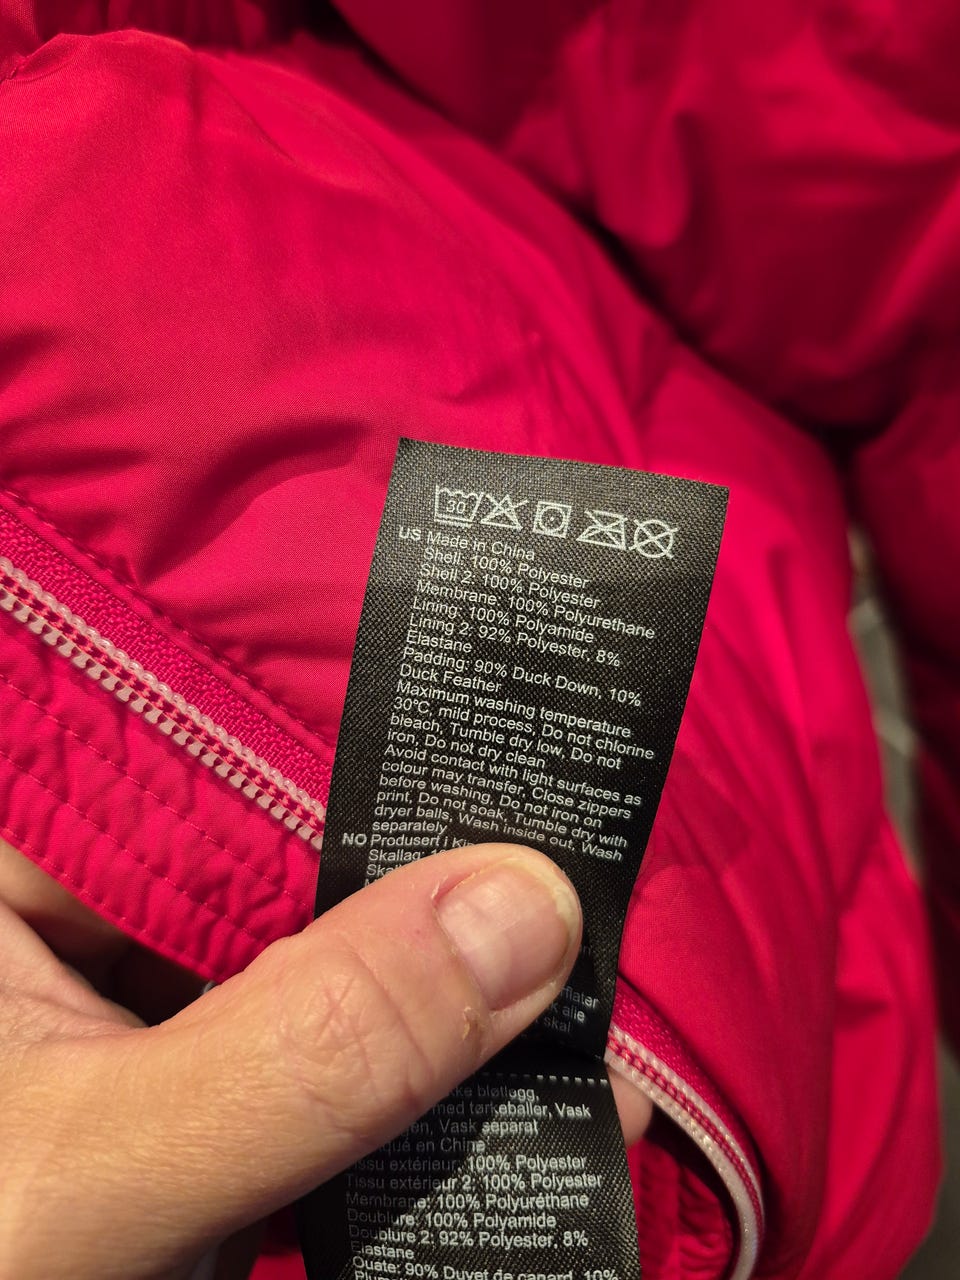 30
US Made in China
Shell: 100% Polyester
Shell 2: 100% Polyester
Membrane: 100% Polyurethane
Lining: 100% Polyamide
Lining 2: 92% Polyester, 8%
Elastane
Padding: 90% Duck Down, 10%
Duck Feather
Maximum washing temperature
30°C, mild process, Do not chlorine
bleach, Tumble dry low, Do not
iron, Do not dry clean
Avoid contact with light surfaces as
colour may transfer, Close zippers
before washing, Do not iron on
print, Do not soak, Tumble dry with
dryer balls, Wash inside out, Wash
separately
NO Produsert i
Skallag:
alle
skal
bløtlegg,
med tørkeballer, Vask
Vask separat
en Chine
extérieur: 100% Polyester
Tissu extérieur 2: 100% Polyester
Membrane: 100% Polyuréthane
Doublure: 100% Polyamide
Doublure 2: 92% Polyester, 8%
Elastane
Ouate: 90% Duvet de canard, 10%